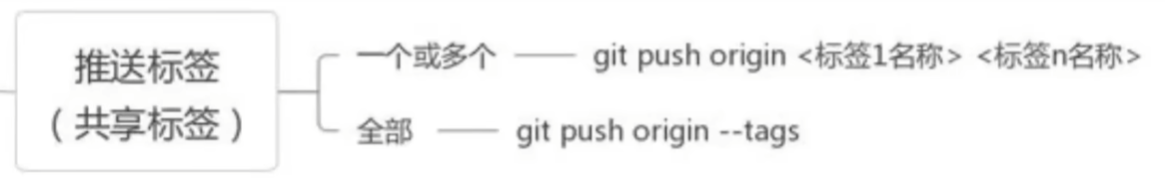 推送标签
（共享标签）
一个或多个 git push origin <标签1名称> <标签n名称>
全部 git push origin --tags